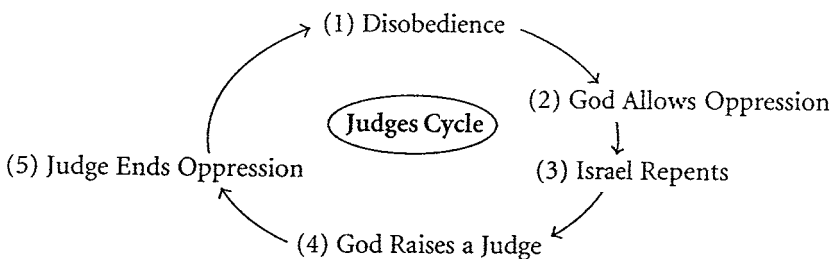 (1) Disobedience
(2) God Allows Oppression
(3) Israel Repents
(4) God Raises a Judge
(5) Judge Ends Oppression
Judges Cycle